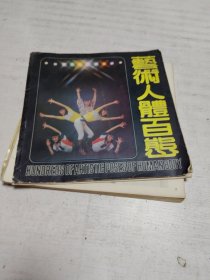 藝術人體百態
HUNDREDS OF ARTISTIC POSES OF HUMAN BODY